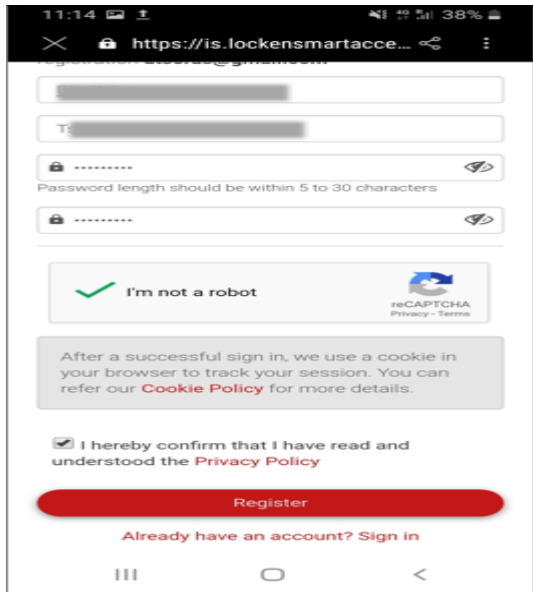 11:14 38%
https://is.lockensmartacce...
registration
T
·········
Password length should be within 5 to 30 characters
·········
I'm not a robot
reCAPTCHA
Privacy - Terms
After a successful sign in, we use a cookie in
your browser to track your session. You can
refer our Cookie Policy for more details.
I hereby confirm that I have read and
understood the Privacy Policy
Register
Already have an account? Sign in